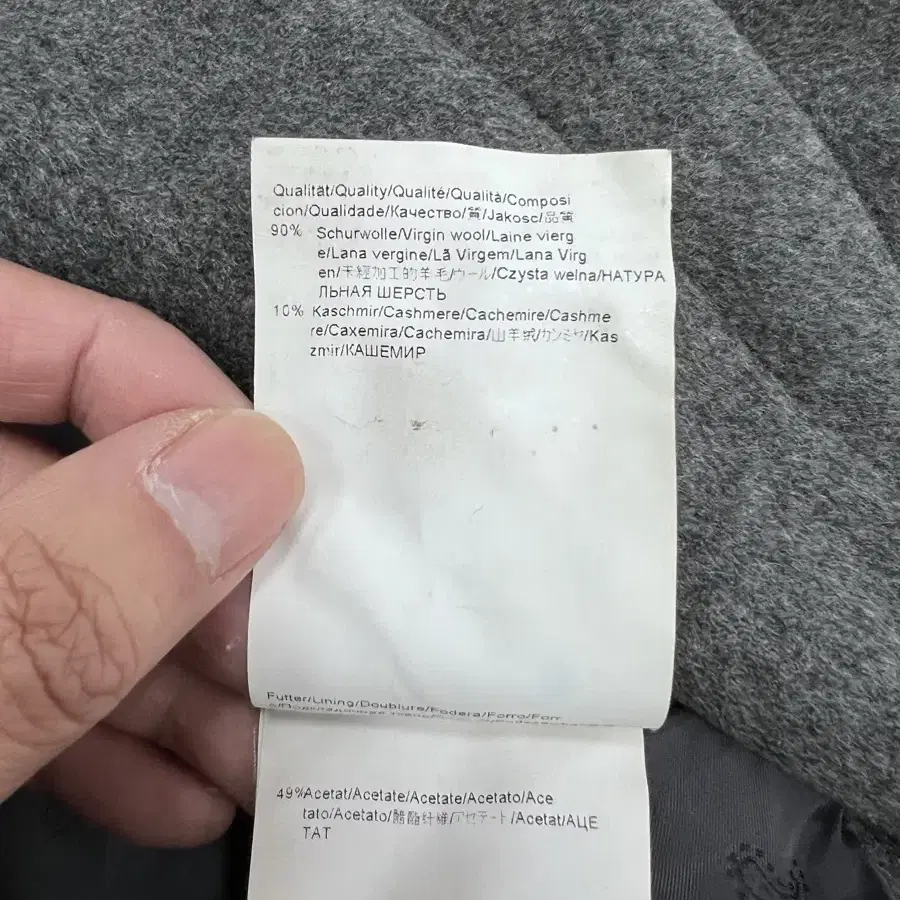 Qualität/Quality/Qualité/Qualità/Composi
cion/Qualidade/Качество/質/Jakosc/品質
90% Schurwolle/Virgin wool/Laine vierg
e/Lana vergine/Lã Virgem/Lana Virg
en/未經加工的羊毛/ウール/Czysta welna/НАТУРА
ЛЬНАЯ ШЕРСТЬ
10% Kaschmir/Cashmere/Cachemire/Cashme
re/Caxemira/Cachemira/山羊绒/カシミヤ/Kas
zmir/КАШЕМИР
Futter/Lining/Doublure/Fodera/Forro/Forr
49%Acetat/Acetate/Acetate/Acetato/Ace
tato/Acetato/醋酯纤维/アセテート/Acetat/АЦЕ
ТАТ